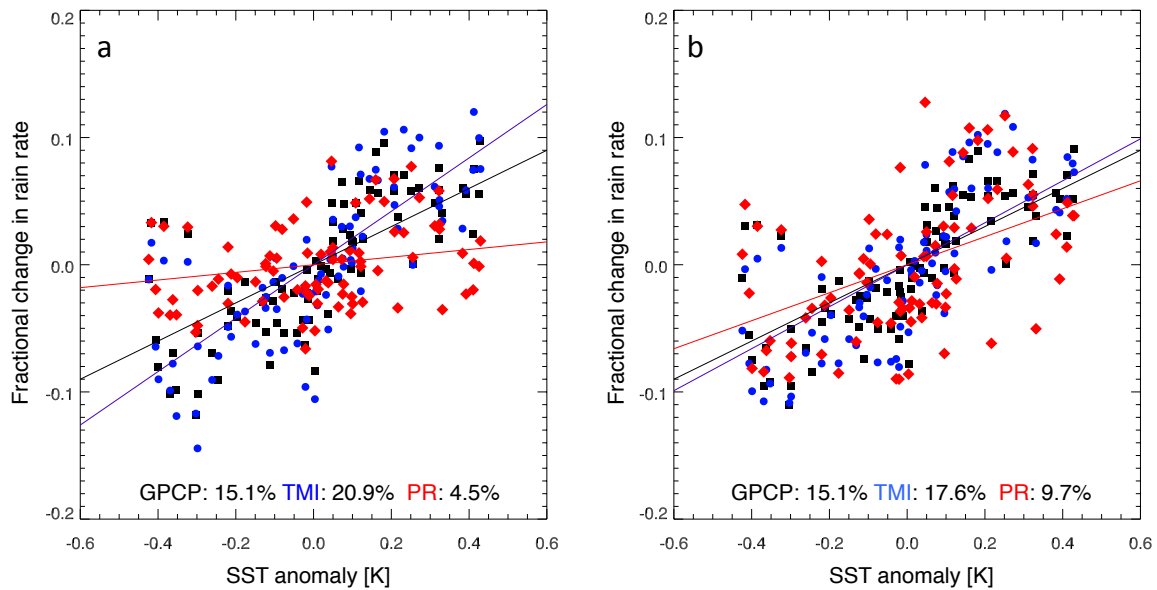 0.2
a
0.1
0.0
-0.1
-0.2
Fractional change in rain rate
GPCP: 15.1% TMI: 20.9% PR: 4.5%
-0.6 -0.4 -0.2 0.0 0.2 0.4 0.6
SST anomaly [K]
0.2
b
0.1
0.0
-0.1
-0.2
Fractional change in rain rate
GPCP: 15.1% TMI: 17.6% PR: 9.7%
-0.6 -0.4 -0.2 0.0 0.2 0.4 0.6
SST anomaly [K]